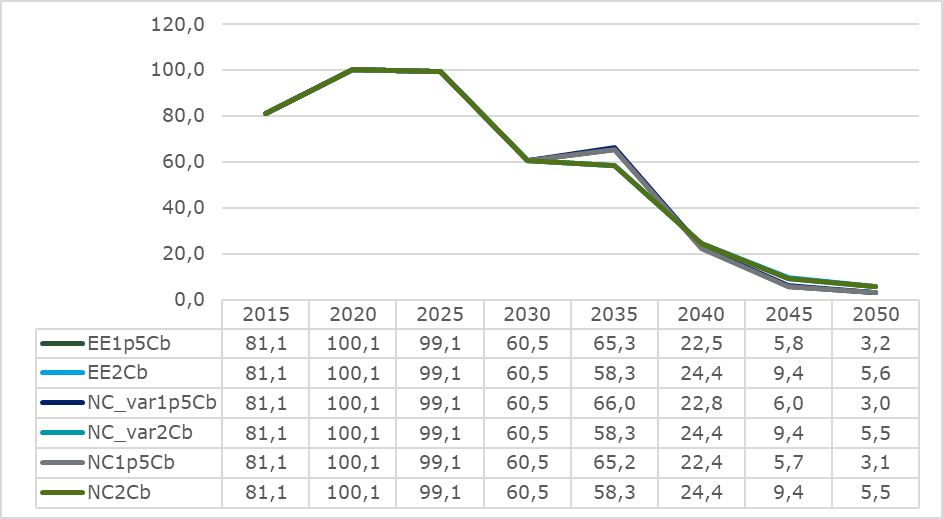 120,0
100,0
80,0
60,0
40,0
20,0
0,0
2015 2020 2025 2030 2035 2040 2045 2050
EE1p5Cb 81,1 100,1 99,1 60,5 65,3 22,5 5,8 3,2
EE2Cb 81,1 100,1 99,1 60,5 58,3 24,4 9,4 5,6
NC_var1p5Cb 81,1 100,1 99,1 60,5 66,0 22,8 6,0 3,0
NC_var2Cb 81,1 100,1 99,1 60,5 58,3 24,4 9,4 5,5
NC1p5Cb 81,1 100,1 99,1 60,5 65,2 22,4 5,7 3,1
NC2Cb 81,1 100,1 99,1 60,5 58,3 24,4 9,4 5,5